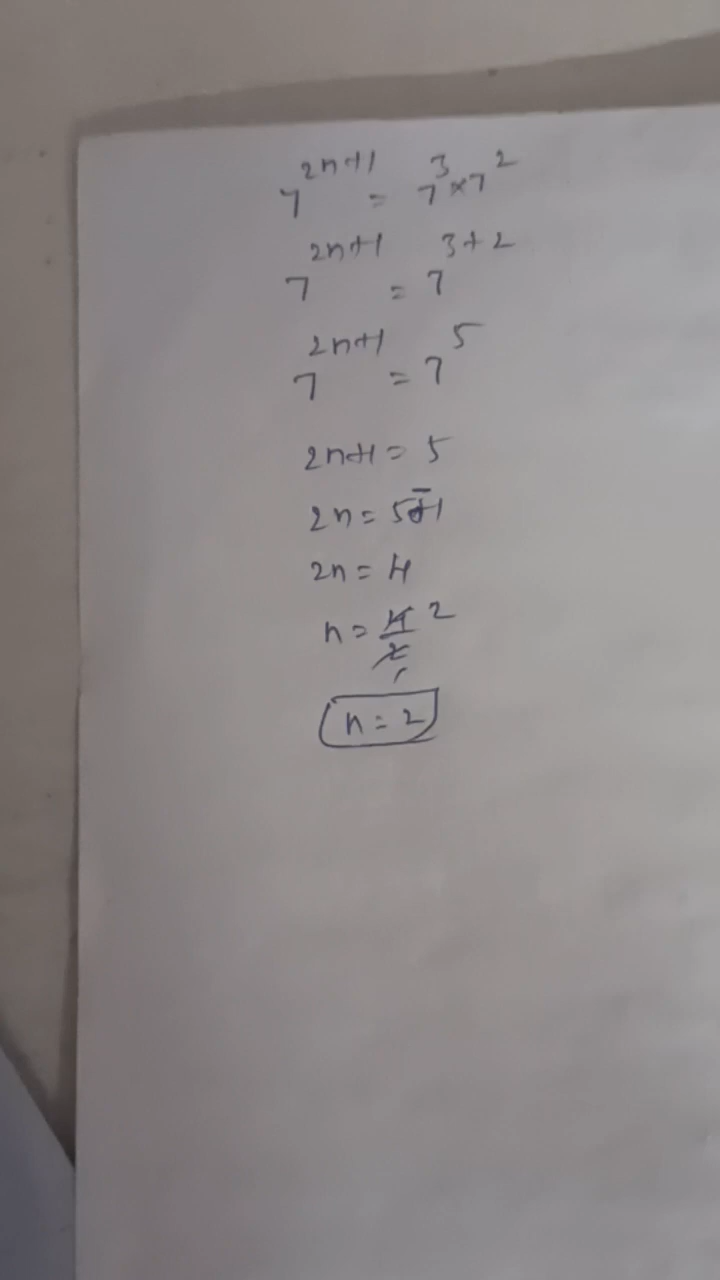 7^{2n+1} = 7^3 × 7^2
7^{2n+1} = 7^{3+2}
7^{2n+1} = 7^5
2n+1 = 5
2n = 5-1
2n = 4
n = 4/2 2
n = 2